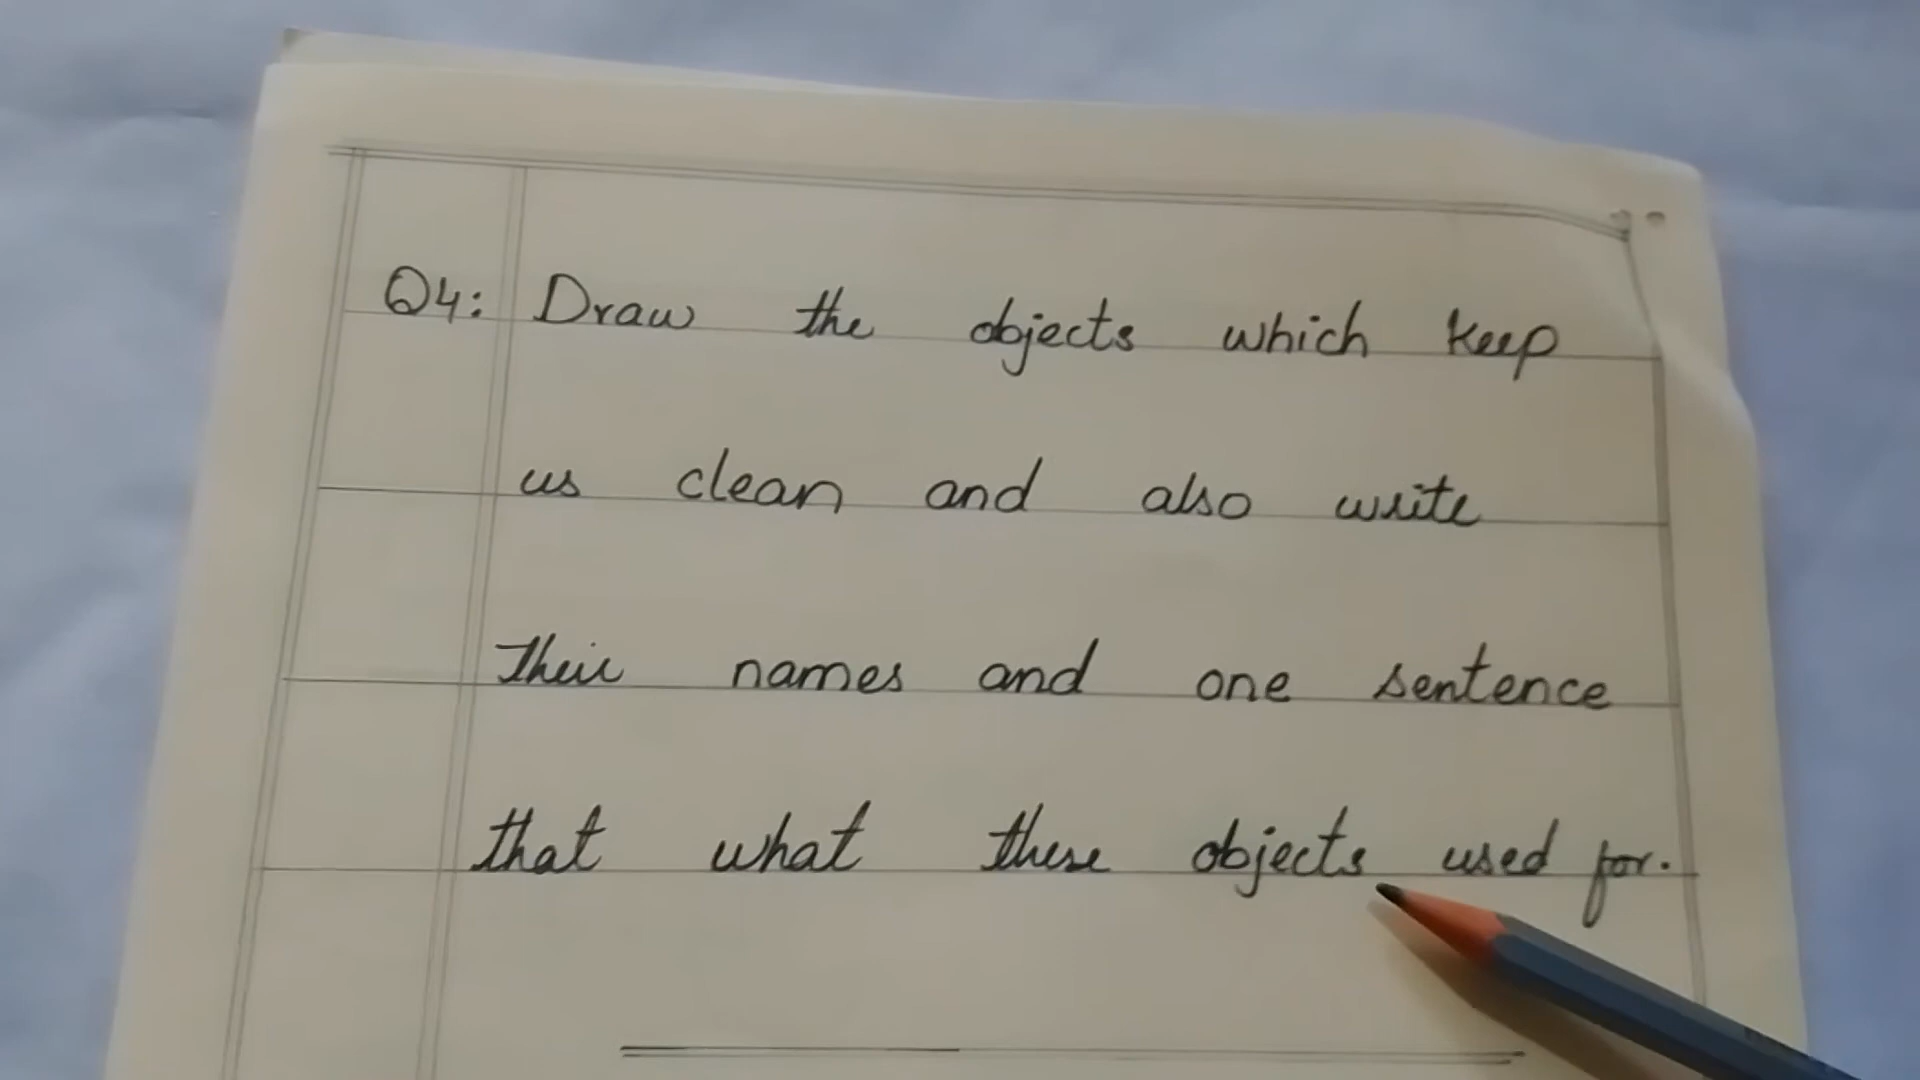 Q4: Draw the objects which keep
us clean and also write
their names and one sentence
that what these objects used for.